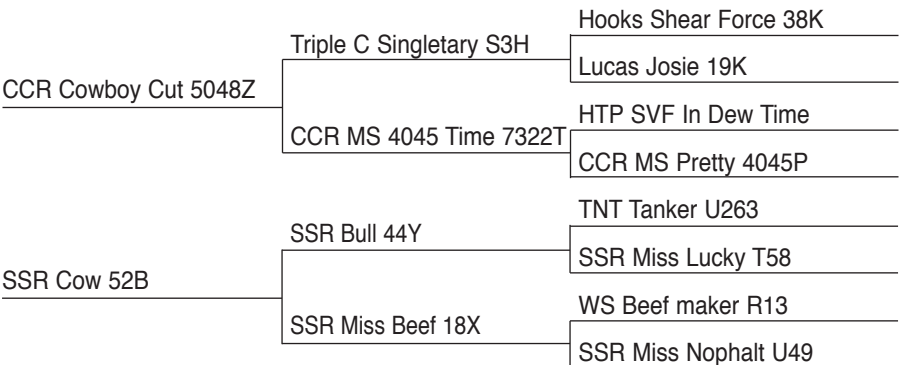 Hooks Shear Force 38K
Triple C Singletary S3H
Lucas Josie 19K
CCR Cowboy Cut 5048Z
HTP SVF In Dew Time
CCR MS 4045 Time 7322T
CCR MS Pretty 4045P
TNT Tanker U263
SSR Bull 44Y
SSR Miss Lucky T58
SSR Cow 52B
WS Beef maker R13
SSR Miss Beef 18X
SSR Miss Nophalt U49